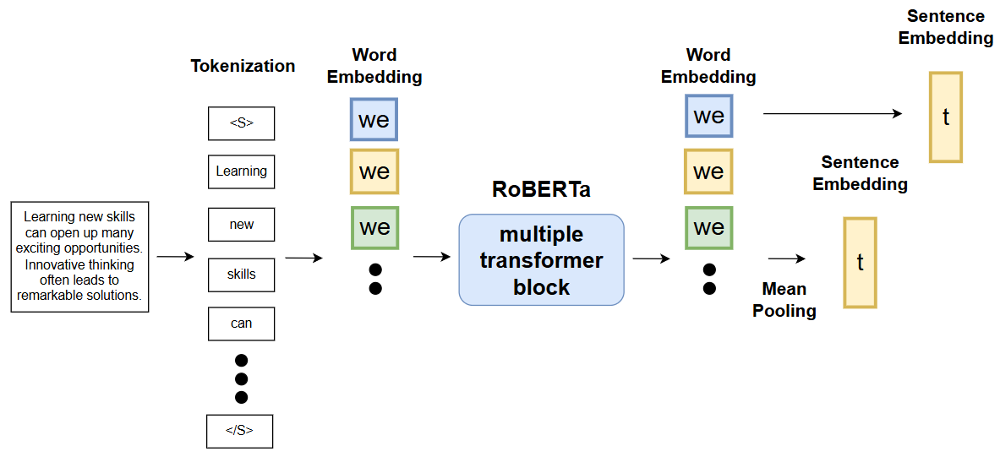 Learning new skills
can open up many
exciting opportunities.
Innovative thinking
often leads to
remarkable solutions.
Tokenization
<S>
Learning
new
skills
can
</S>
Word
Embedding
we
we
we
RoBERTa
multiple
transformer
block
Word
Embedding
we
we
we
Mean
Pooling
Sentence
Embedding
t
Sentence
Embedding
t